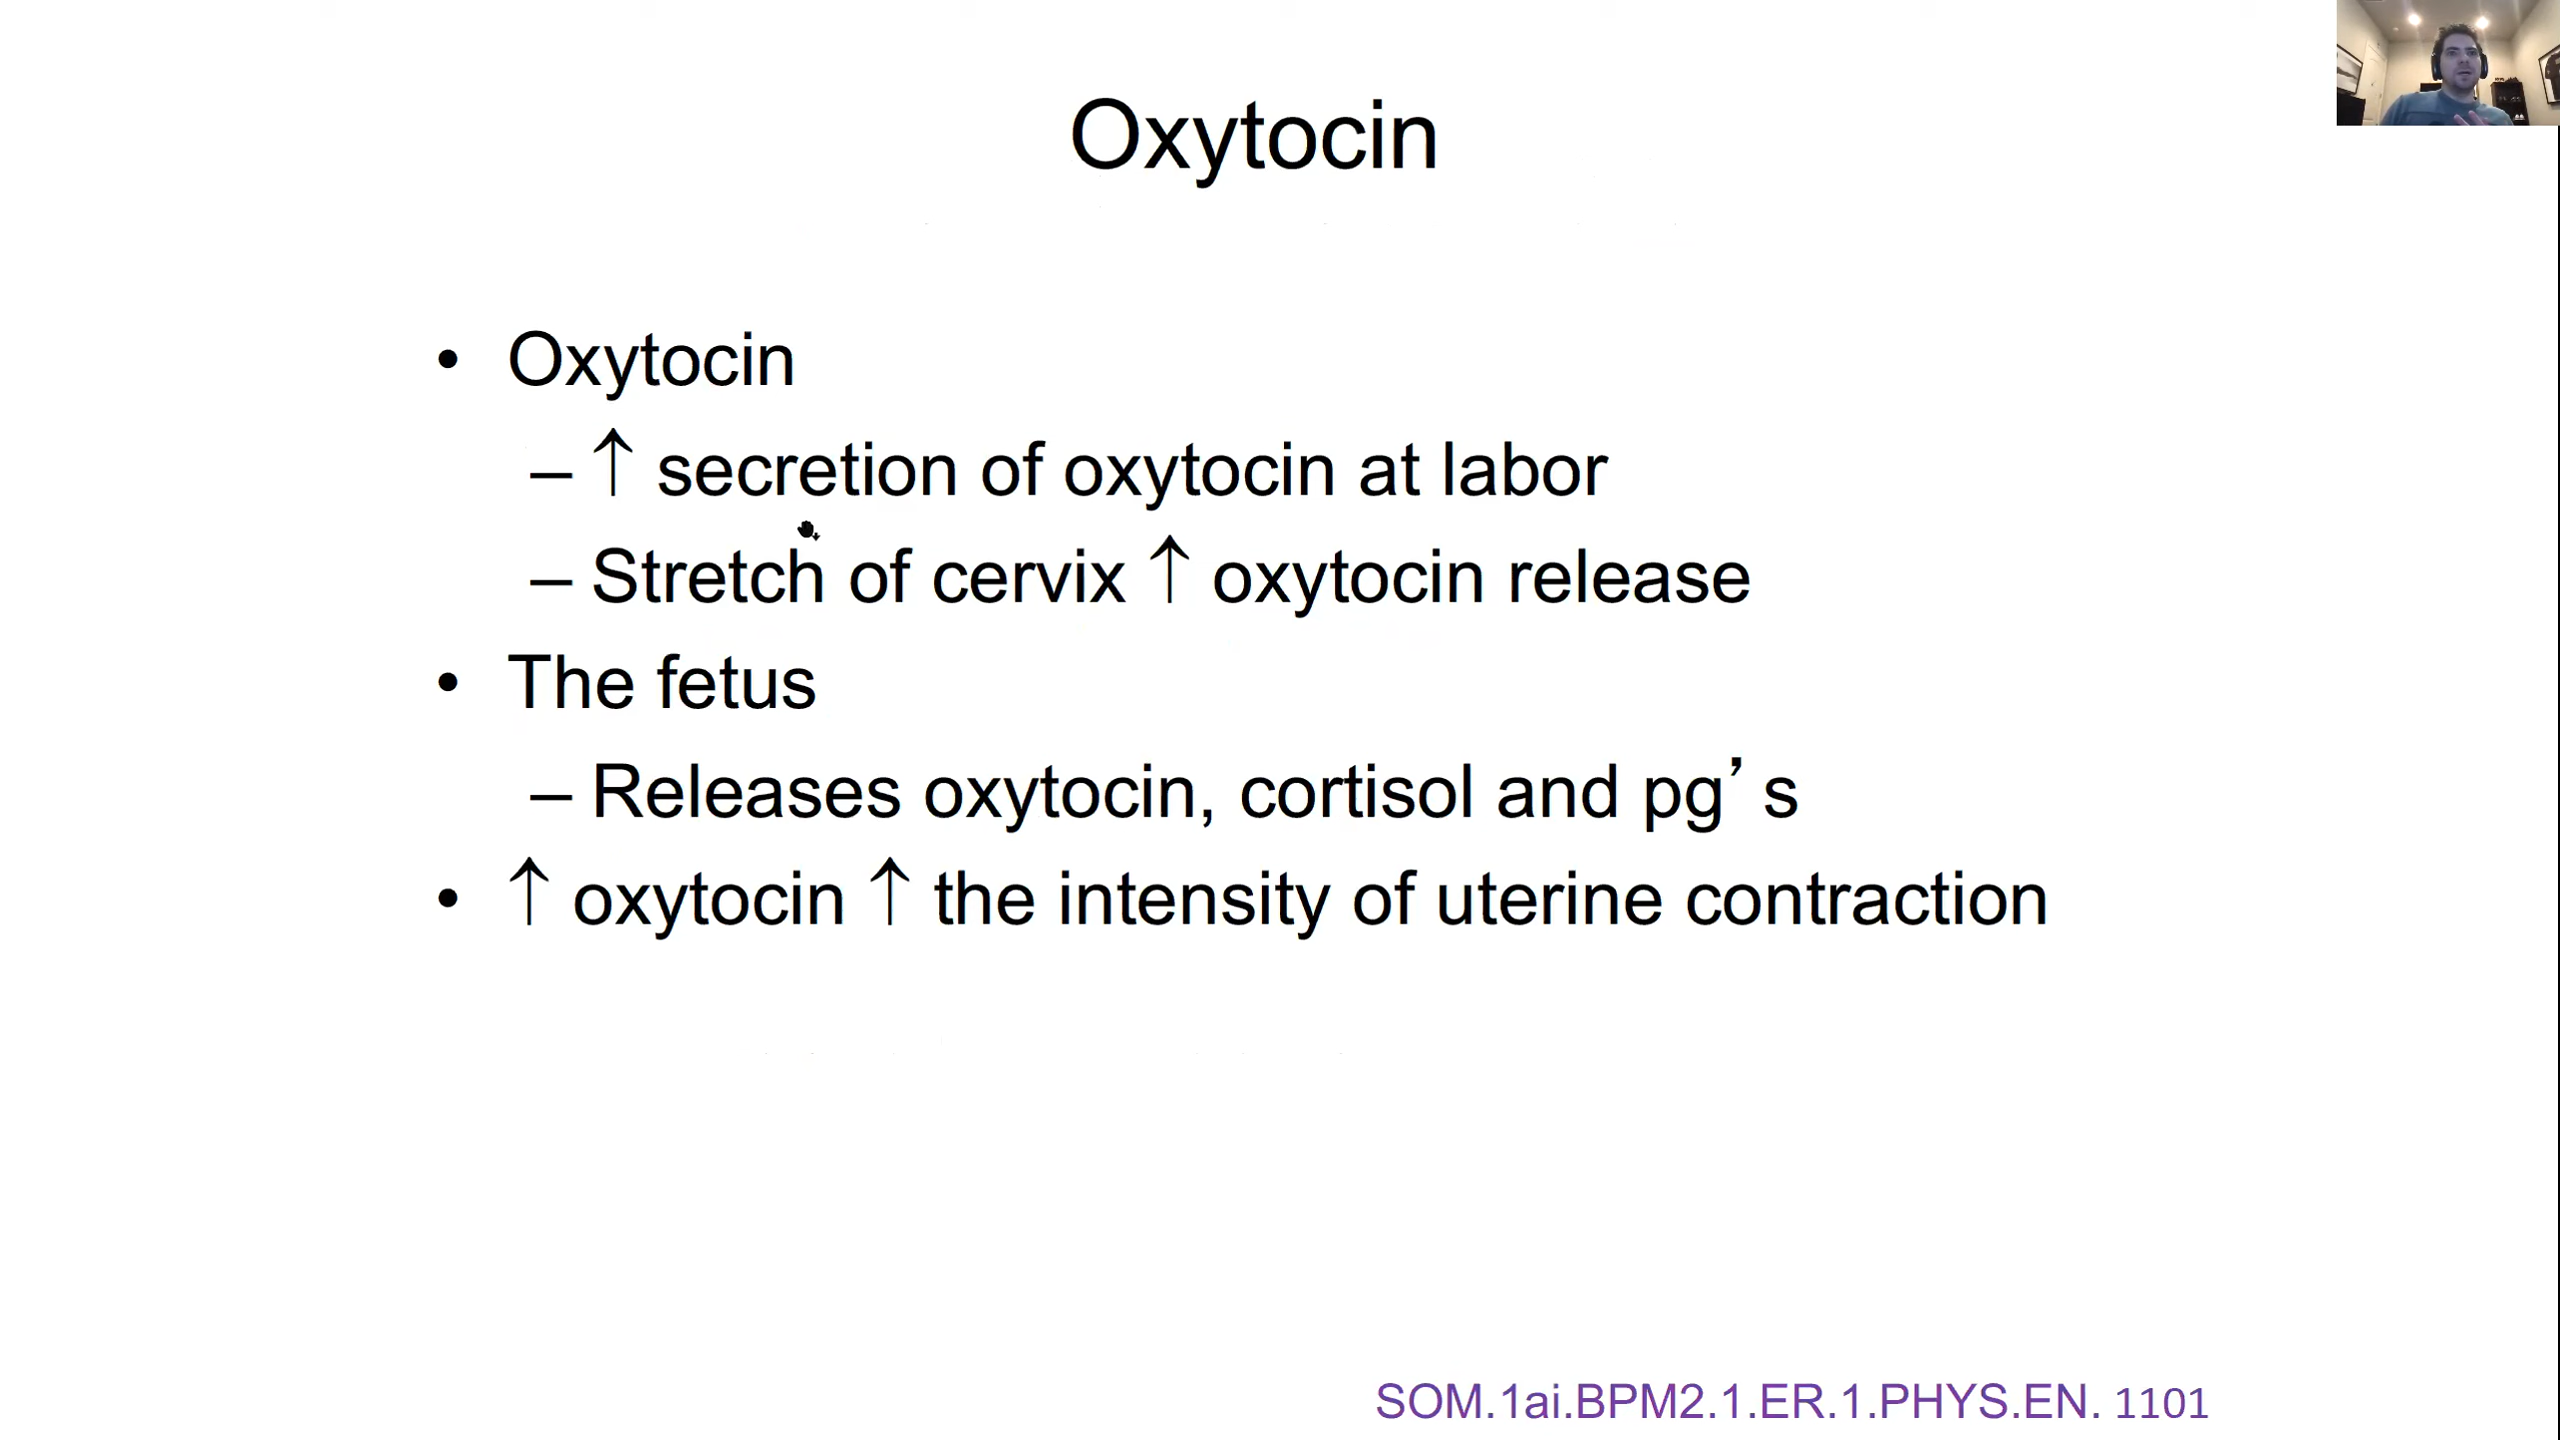 Oxytocin
• Oxytocin
– ↑ secretion of oxytocin at labor
– Stretch of cervix ↑ oxytocin release
• The fetus
– Releases oxytocin, cortisol and pg’s
• ↑ oxytocin ↑ the intensity of uterine contraction
SOM.1ai.BPM2.1.ER.1.PHYS.EN. 1101